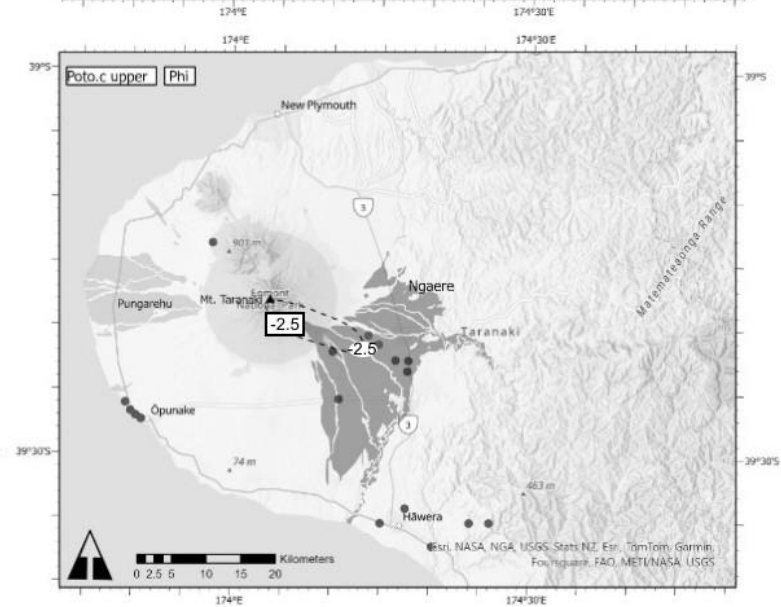 174°E
174°30'E
174°E
174°30'E
39°S
39°S
Poto.c upper
Phi
New Plymouth
3
901 m
Matemateaonga Range
Ngaere
Egmont
Mt. Taranaki
National Park
Pungarehu
-2.5
Taranaki
-2.5
Ōpunake
3
39°30'S
39°30'S
74 m
463 m
Hāwera
Esri, NASA, NGA, USGS, Stats NZ, Esri, TomTom, Garmin,
Foursquare, FAO, METI/NASA, USGS
Kilometers
0 2.5 5 10 15 20
174°E
174°30'E